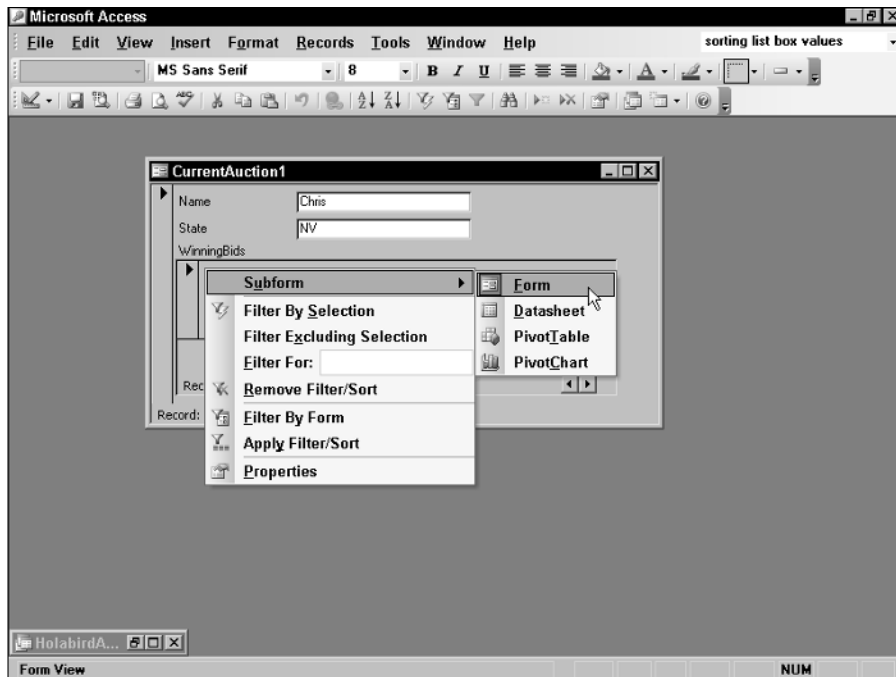 Microsoft Access
File Edit View Insert Format Records Tools Window Help sorting list box values
MS Sans Serif 8 B I U
CurrentAuction1
Name Chris
State NV
WinningBids
Subform Form
Filter By Selection Datasheet
Filter Excluding Selection PivotTable
Filter For: PivotChart
Rec Remove Filter/Sort
Record: Filter By Form
Apply Filter/Sort
Properties
HolabirdA...
Form View NUM